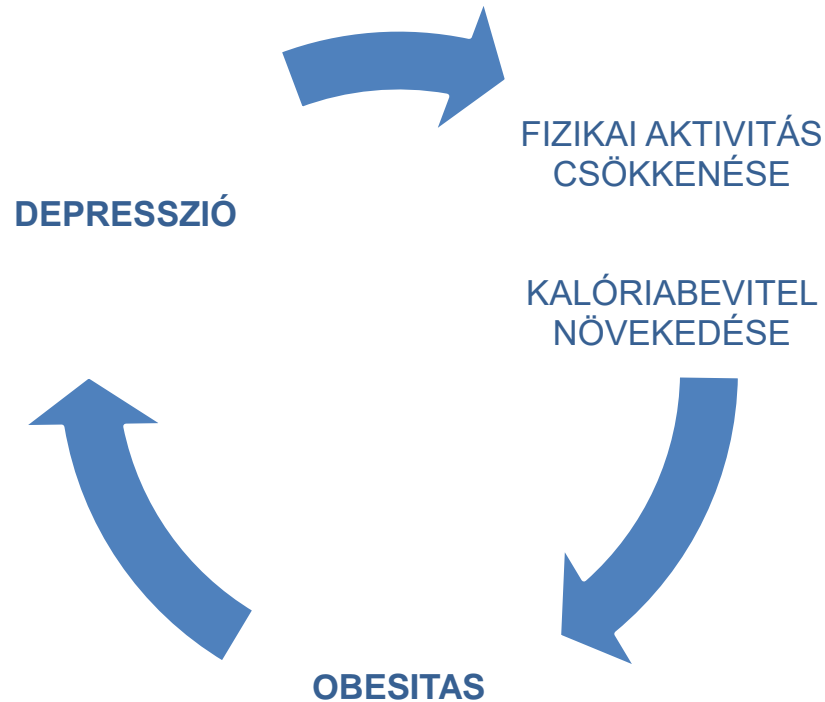 FIZIKAI AKTIVITÁS
CSÖKKENÉSE
DEPRESSZIÓ
KALÓRIABEVITEL
NÖVEKEDÉSE
OBESITAS